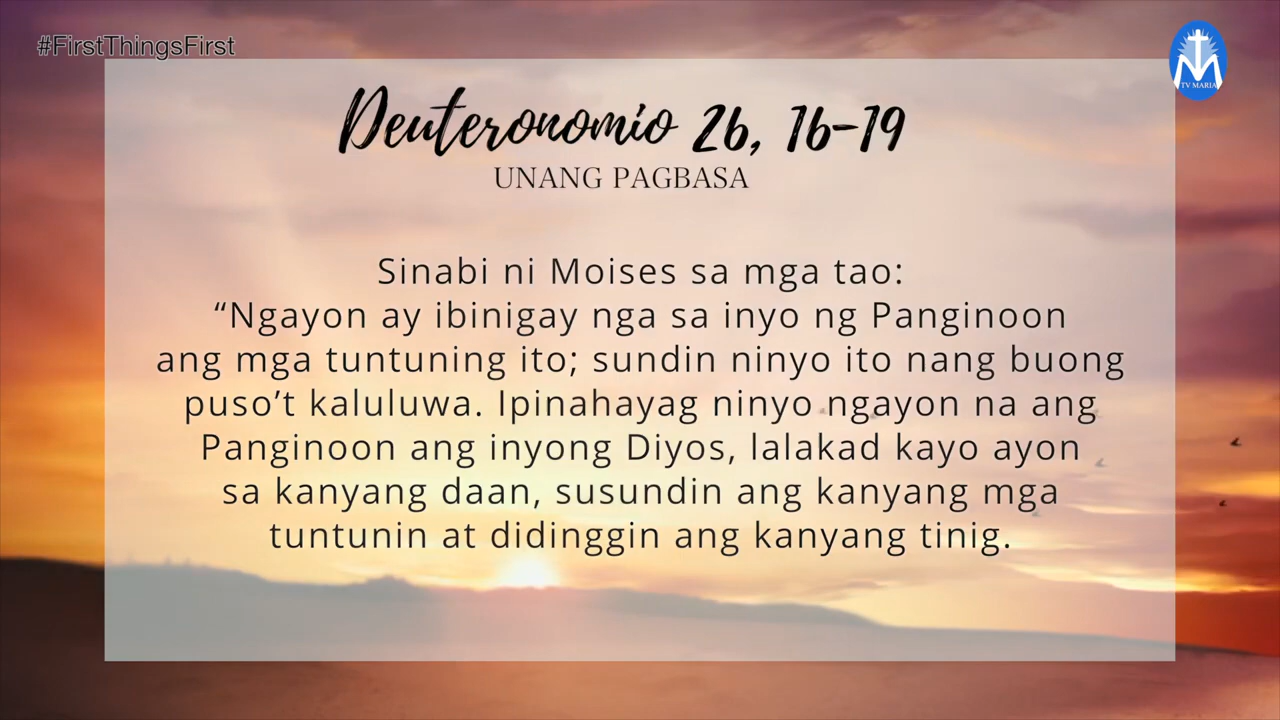 #FirstThingsFirst
TV MARIA
Deuteronomio 26, 16-19
UNANG PAGBASA
Sinabi ni Moises sa mga tao:
“Ngayon ay ibinigay nga sa inyo ng Panginoon
ang mga tuntuning ito; sundin ninyo ito nang buong
puso’t kaluluwa. Ipinahayag ninyo ngayon na ang
Panginoon ang inyong Diyos, lalakad kayo ayon
sa kanyang daan, susundin ang kanyang mga
tuntunin at didinggin ang kanyang tinig.